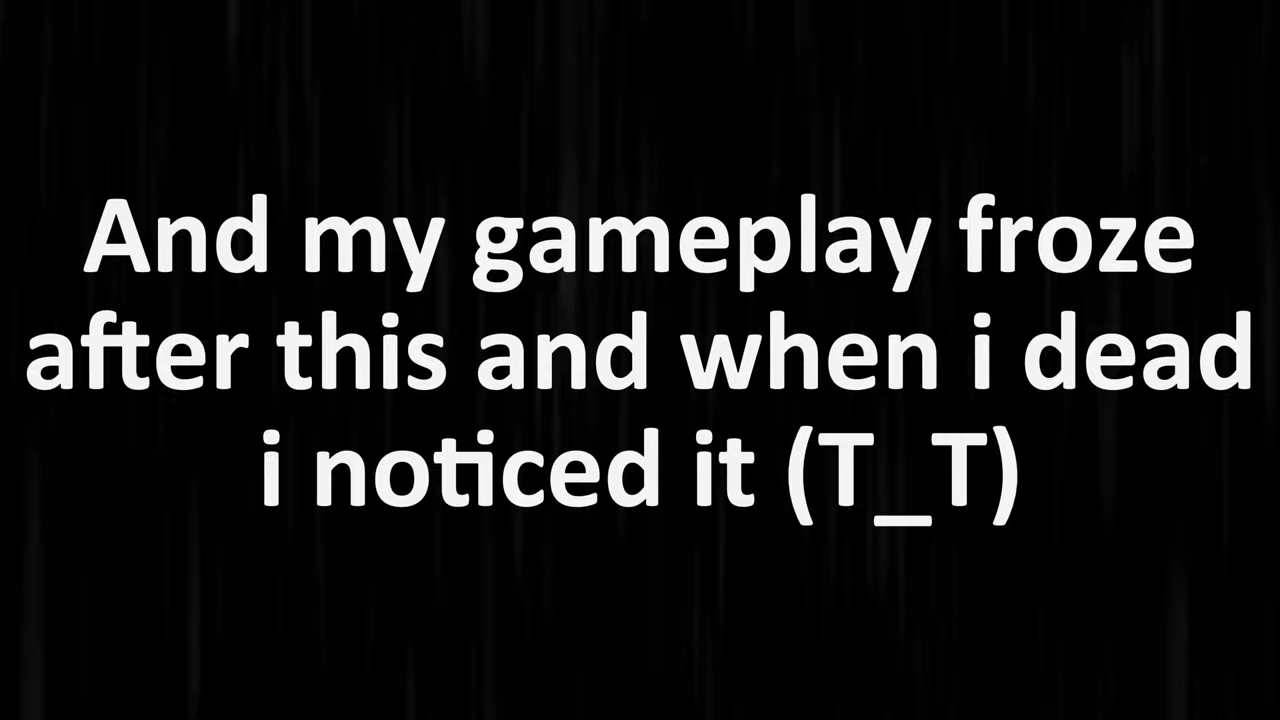 And my gameplay froze
after this and when i dead
i noticed it (T_T)